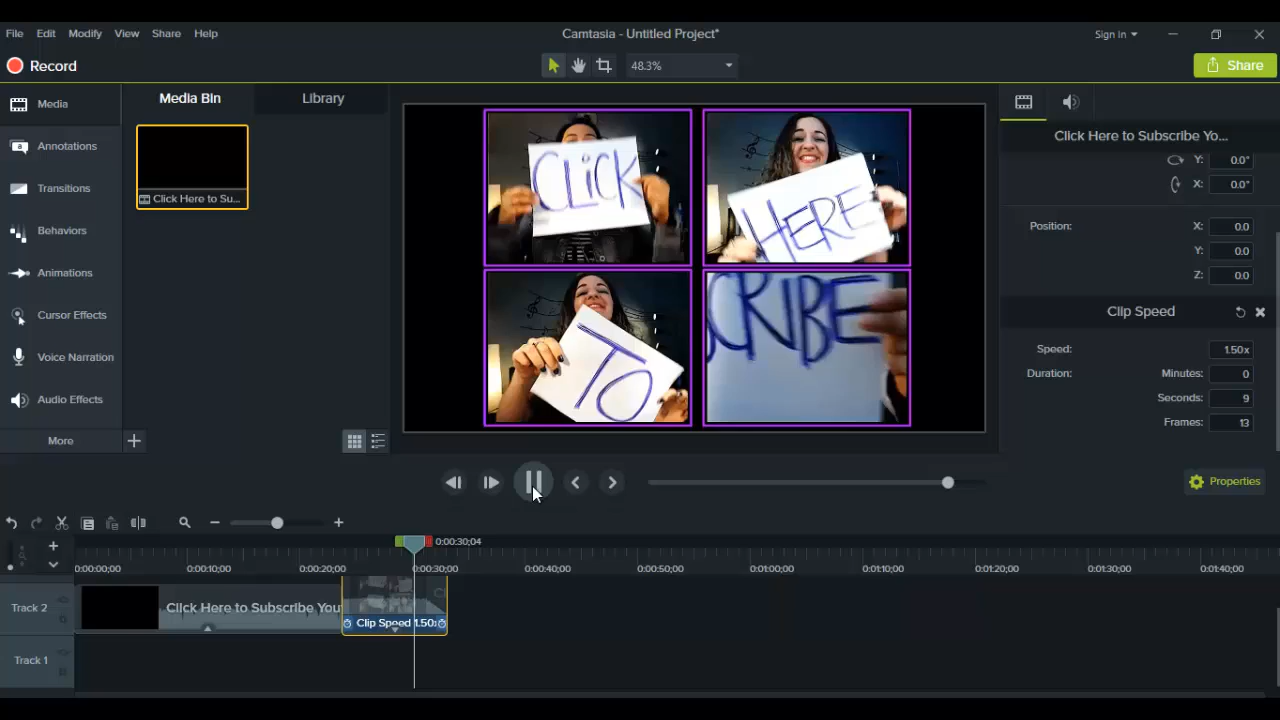 File Edit Modify View Share Help
Camtasia - Untitled Project*
Sign in
Record
48.3%
Share
Media
Media Bin
Library
Annotations
Transitions
Behaviors
Animations
Cursor Effects
Voice Narration
Audio Effects
More
Click Here to Su...
CLiCK
HERE
TO
CRIBE
Click Here to Subscribe Yo...
Y: 0.0°
X: 0.0°
Position: X: 0.0
Y: 0.0
Z: 0.0
Clip Speed
Speed: 1.50x
Duration: Minutes: 0
Seconds: 9
Frames: 13
Properties
0:00:30;04
0:00:00;00 0:00:10;00 0:00:20;00 0:00:30;00 0:00:40;00 0:00:50;00 0:01:00;00 0:01:10;00 0:01:20;00 0:01:30;00 0:01:40;00
Track 2
Click Here to Subscribe You
Clip Speed 1.50x
Track 1